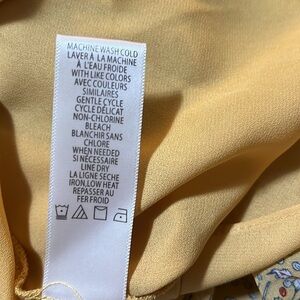 MACHINE WASH COLD
LAVER À LA MACHINE
À L'EAU FROIDE
WITH LIKE COLORS
AVEC COULEURS
SIMILAIRES
GENTLE CYCLE
CYCLE DÉLICAT
NON-CHLORINE
BLEACH
BLANCHIR SANS
CHLORE
WHEN NEEDED
SI NÉCESSAIRE
LINE DRY
LA LIGNE SÈCHE
IRON, LOW HEAT
REPASSER AU
FER FROID